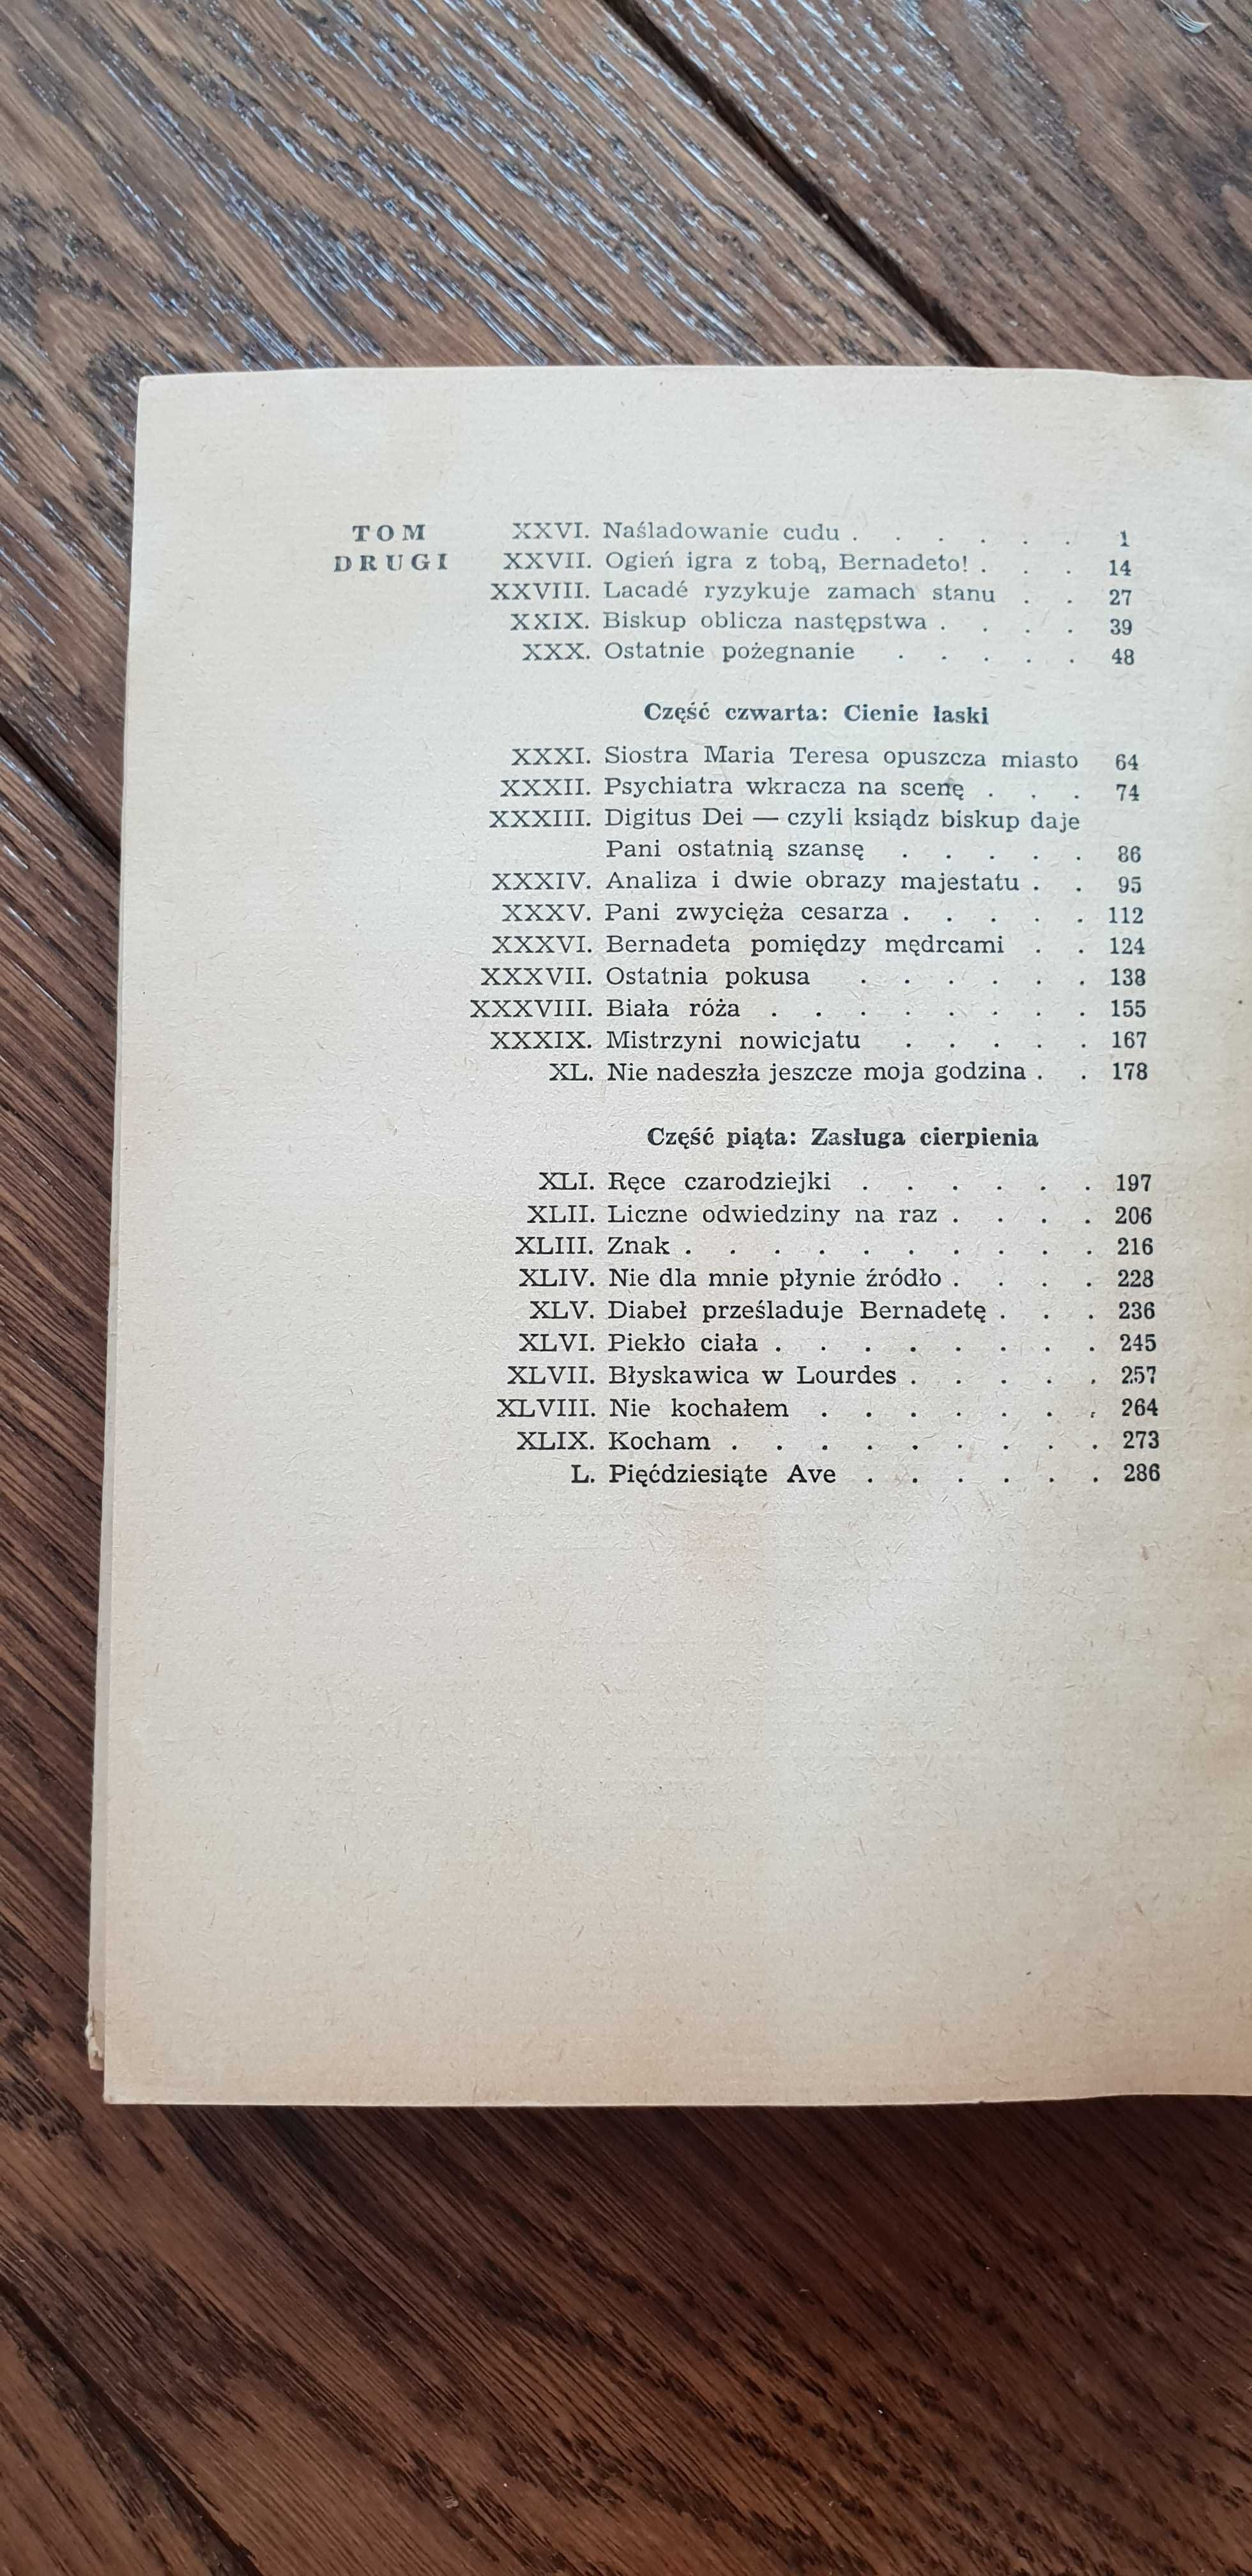 TOM
DRUGI
XXVI. Naśladowanie cudu . . . . . . 1
XXVII. Ogień igra z tobą, Bernadeto! . . . 14
XXVIII. Lacadé ryzykuje zamach stanu . . 27
XXIX. Biskup oblicza następstwa . . . . 39
XXX. Ostatnie pożegnanie . . . . . 48
Część czwarta: Cienie łaski
XXXI. Siostra Maria Teresa opuszcza miasto 64
XXXII. Psychiatra wkracza na scenę . . . 74
XXXIII. Digitus Dei — czyli ksiądz biskup daje
Pani ostatnią szansę . . . . . 86
XXXIV. Analiza i dwie obrazy majestatu . . 95
XXXV. Pani zwycięża cesarza . . . . . 112
XXXVI. Bernadeta pomiędzy mędrcami . . 124
XXXVII. Ostatnia pokusa . . . . . . 138
XXXVIII. Biała róża . . . . . . . . 155
XXXIX. Mistrzyni nowicjatu . . . . . 167
XL. Nie nadeszła jeszcze moja godzina . . 178
Część piąta: Zasługa cierpienia
XLI. Ręce czarodziejki . . . . . . 197
XLII. Liczne odwiedziny na raz . . . . 206
XLIII. Znak . . . . . . . . . . 216
XLIV. Nie dla mnie płynie źródło . . . . 228
XLV. Diabeł prześladuje Bernadetę . . . 236
XLVI. Piekło ciała . . . . . . . . 245
XLVII. Błyskawica w Lourdes . . . . . 257
XLVIII. Nie kochałem . . . . . . . 264
XLIX. Kocham . . . . . . . . . 273
L. Pięćdziesiąte Ave . . . . . . 286